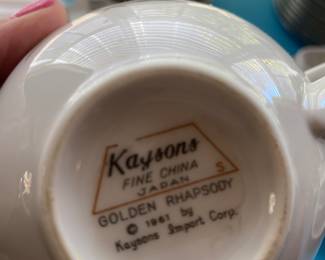 Kaysons
FINE CHINA
JAPAN S
GOLDEN RHAPSODY
© 1961 by
Kaysons Import Corp.